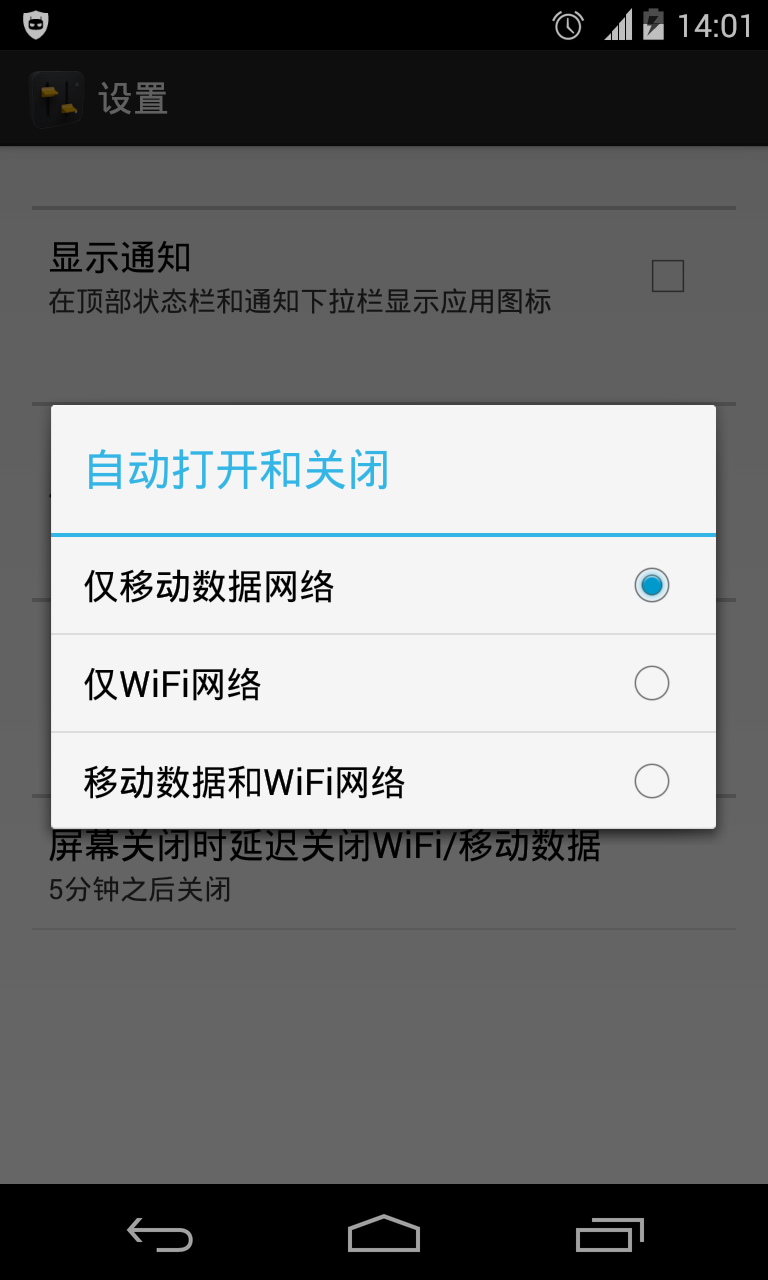 14:01
设置
显示通知
在顶部状态栏和通知下拉栏显示应用图标
自动打开和关闭
仅移动数据网络
仅WiFi网络
移动数据和WiFi网络
屏幕关闭时延迟关闭WiFi/移动数据
5分钟之后关闭